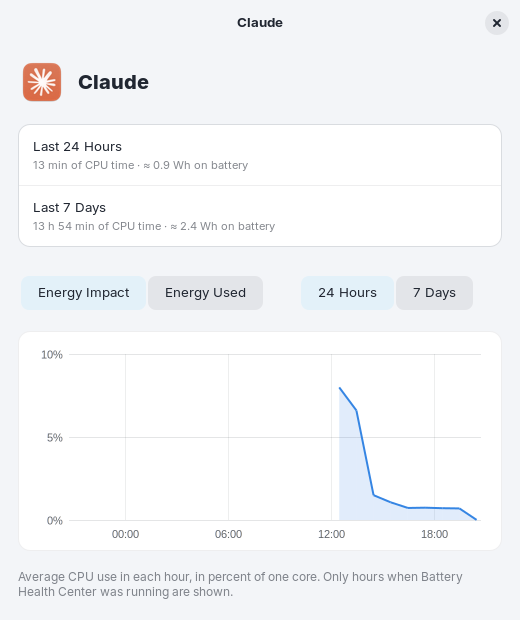 Claude
Claude
Last 24 Hours
13 min of CPU time · ≈ 0.9 Wh on battery
Last 7 Days
13 h 54 min of CPU time · ≈ 2.4 Wh on battery
Energy Impact Energy Used 24 Hours 7 Days
10%
5%
0%
00:00 06:00 12:00 18:00
Average CPU use in each hour, in percent of one core. Only hours when Battery
Health Center was running are shown.